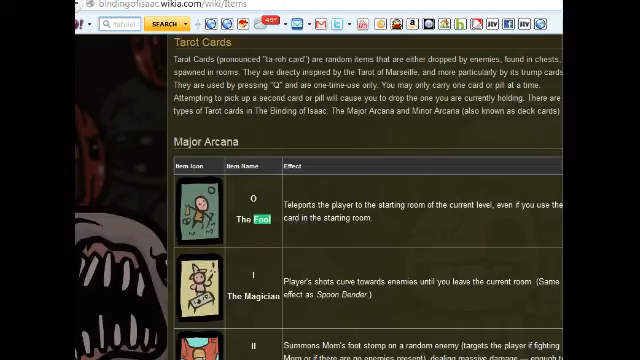 bindingofisaac.wikia.com/wiki/Items
Yahoo! SEARCH 49°
Tarot Cards
Tarot Cards (pronounced "ta-roh card") are random items that are either dropped by enemies, found in chests,
spawned in rooms. They are directly inspired by the Tarot of Marseille, and more particularly by its trump cards
They are used by pressing "Q" and are one-time-use only. You may only carry one card or pill at a time.
Attempting to pick up a second card or pill will cause you to drop the one you are currently holding. There are
types of Tarot cards in The Binding of Isaac: The Major Arcana and Minor Arcana (also known as deck cards)
Major Arcana
Item Icon Item Name Effect
O
The Fool
Teleports the player to the starting room of the current level, even if you use the
card in the starting room.
I
The Magician
Player's shots curve towards enemies until you leave the current room. (Same
effect as Spoon Bender.)
II
Summons Mom's foot stomp on a random enemy (targets the player if fighting
Mom or if there are no enemies present), dealing massive damage — enough to